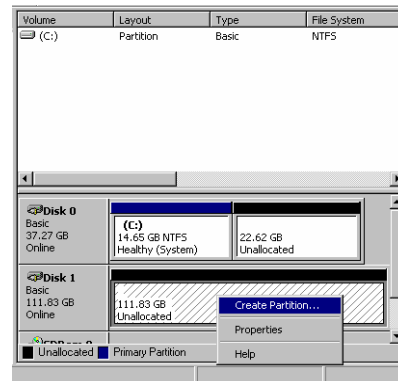 Volume Layout Type File System
(C:) Partition Basic NTFS
Disk 0
Basic
37.27 GB
Online
(C:)
14.65 GB NTFS
Healthy (System)
22.62 GB
Unallocated
Disk 1
Basic
111.83 GB
Online
111.83 GB
Unallocated
Create Partition...
Properties
Help
Unallocated Primary Partition